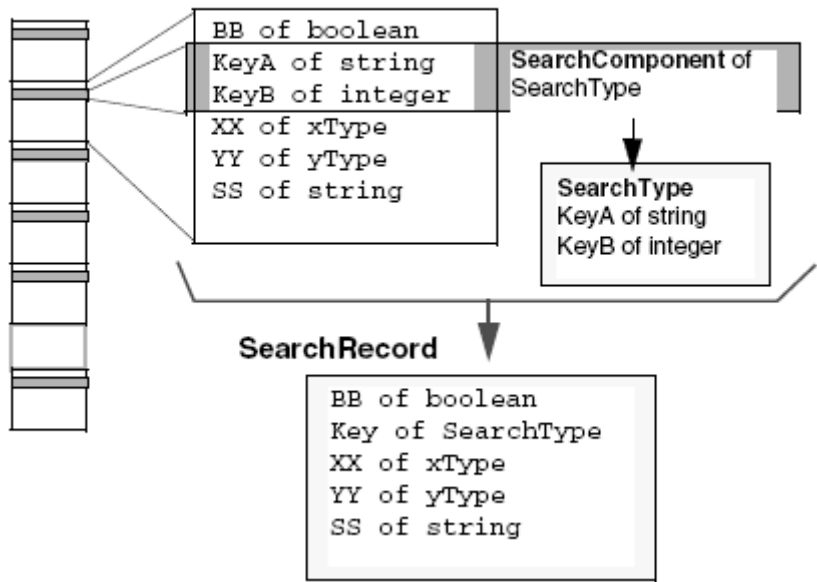 BB of boolean
KeyA of string
KeyB of integer
XX of xType
YY of yType
SS of string
SearchComponent of
SearchType
SearchType
KeyA of string
KeyB of integer
SearchRecord
BB of boolean
Key of SearchType
XX of xType
YY of yType
SS of string